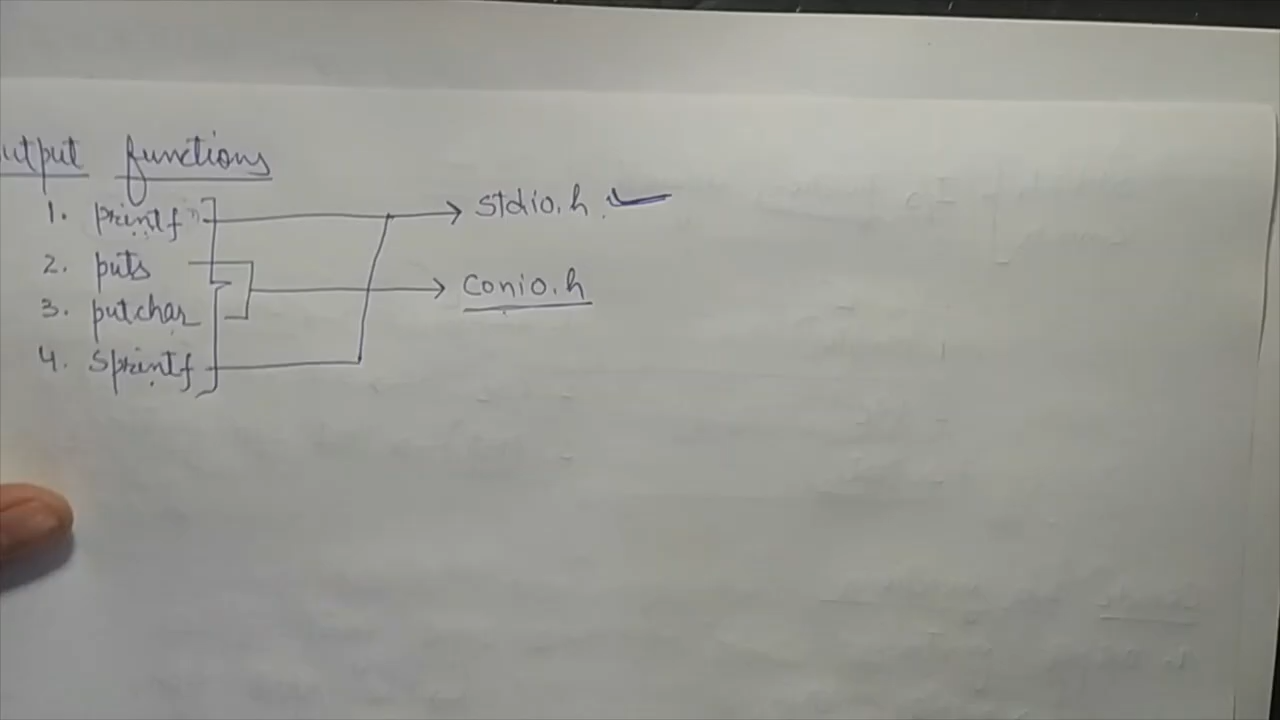 utput functions
1. printf
2. puts
3. putchar
4. sprintf
stdio.h
conio.h